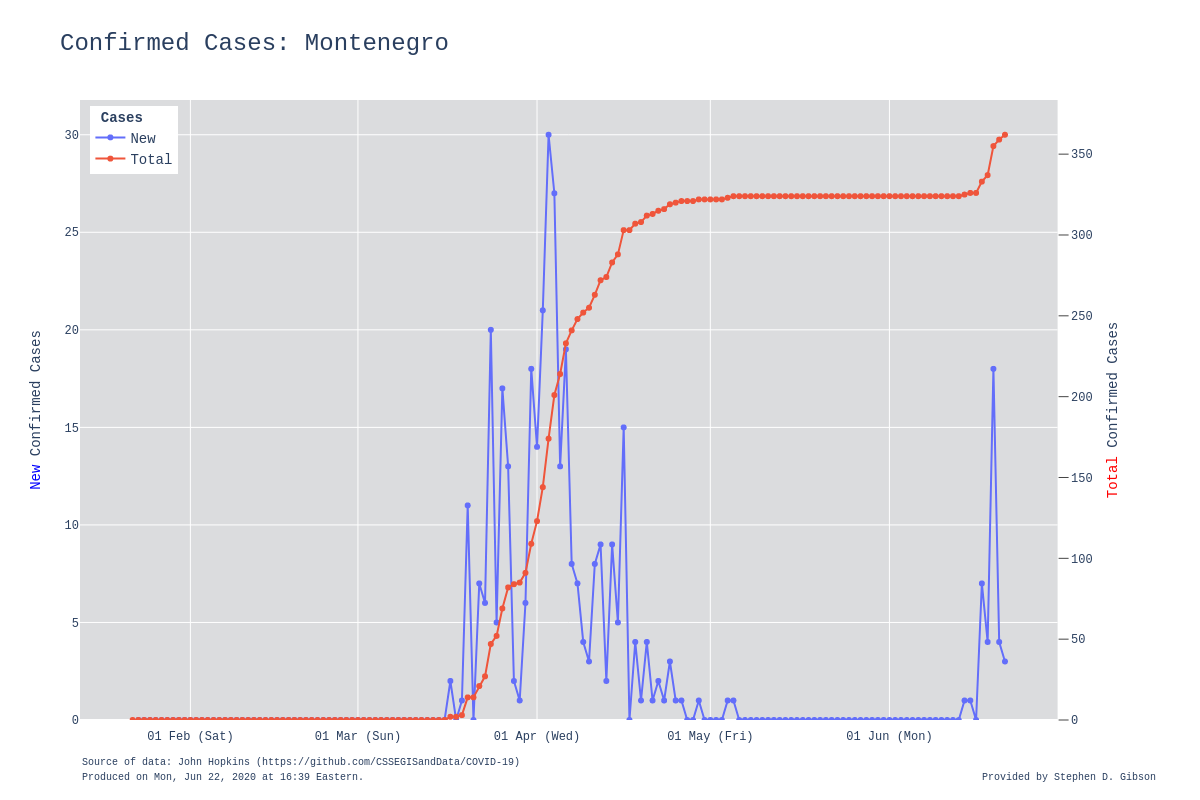 Confirmed Cases: Montenegro
Cases
New
Total
30
25
20
15
10
5
0
350
300
250
200
150
100
50
0
New Confirmed Cases
Total Confirmed Cases
01 Feb (Sat)
01 Mar (Sun)
01 Apr (Wed)
01 May (Fri)
01 Jun (Mon)
Source of data: John Hopkins (https://github.com/CSSEGISandData/COVID-19)
Produced on Mon, Jun 22, 2020 at 16:39 Eastern.
Provided by Stephen D. Gibson